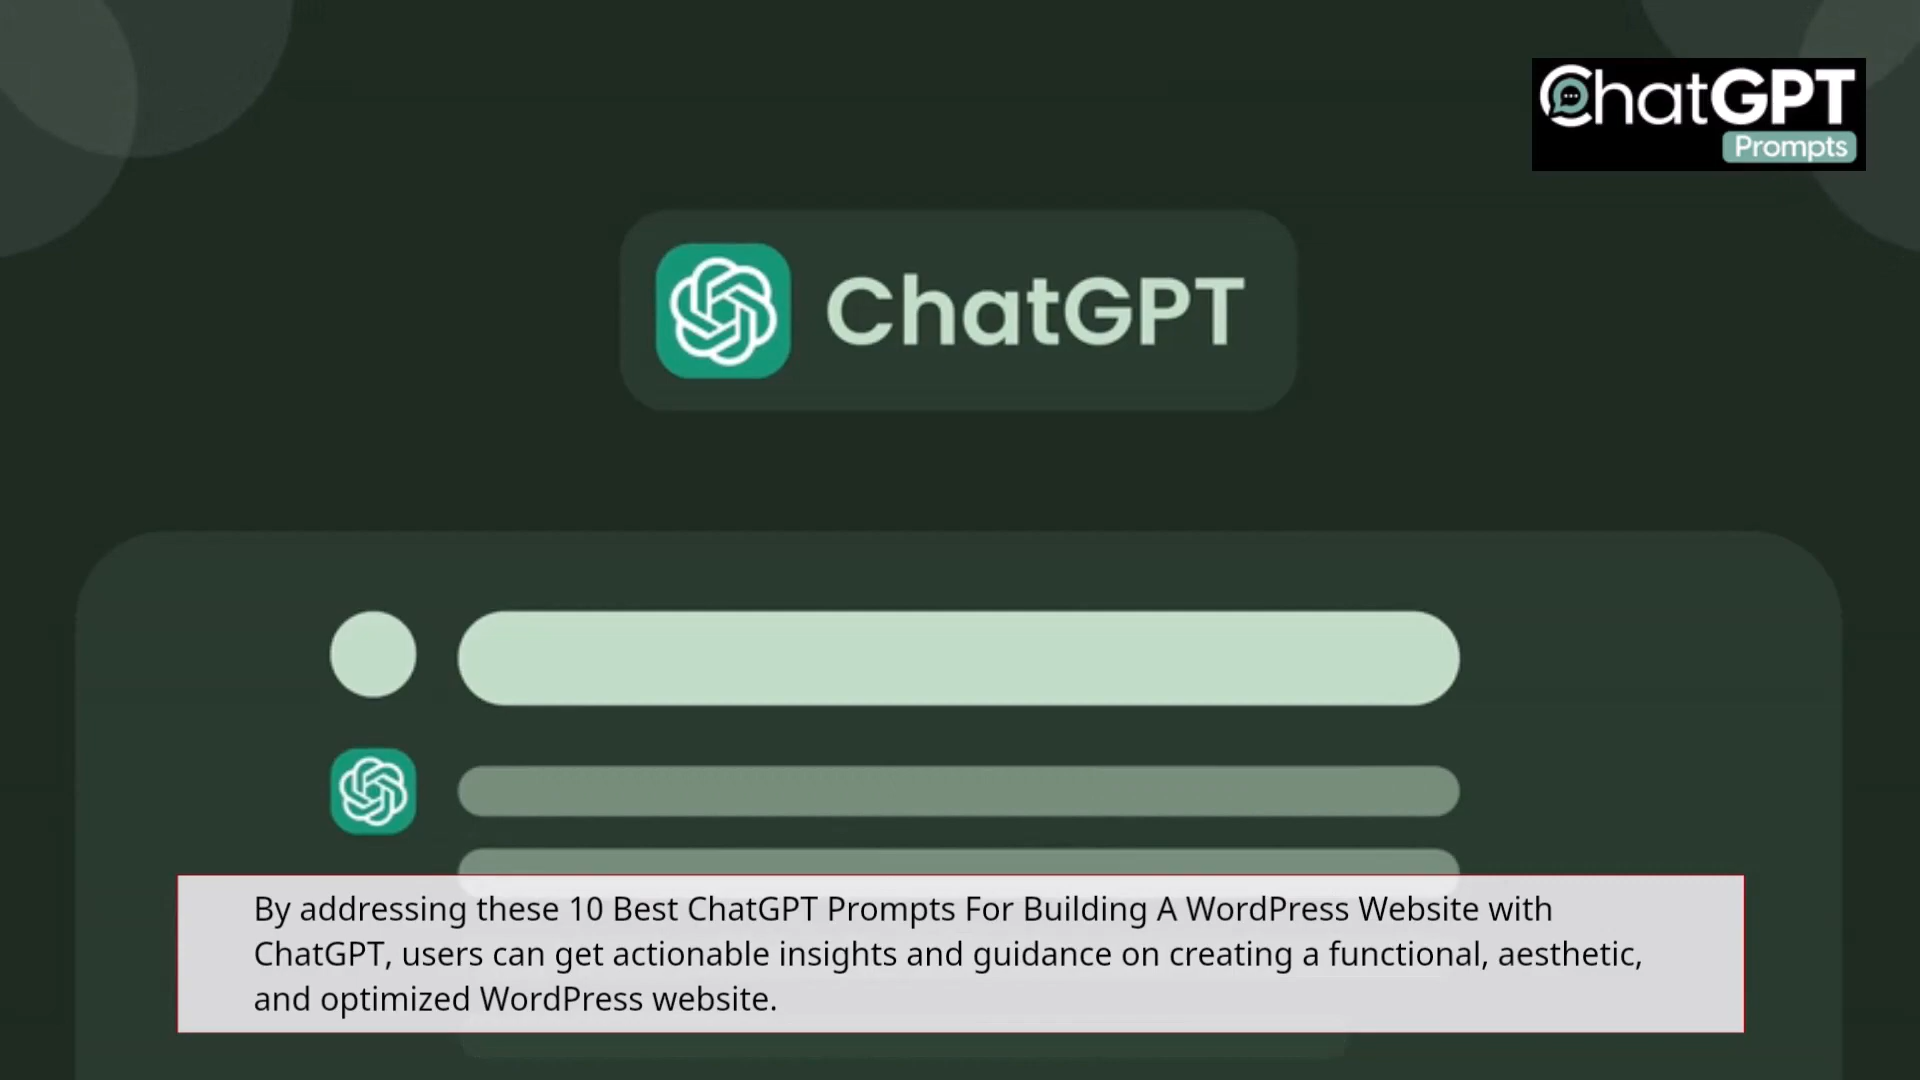 ChatGPT
Prompts
ChatGPT
By addressing these 10 Best ChatGPT Prompts For Building A WordPress Website with
ChatGPT, users can get actionable insights and guidance on creating a functional, aesthetic,
and optimized WordPress website.